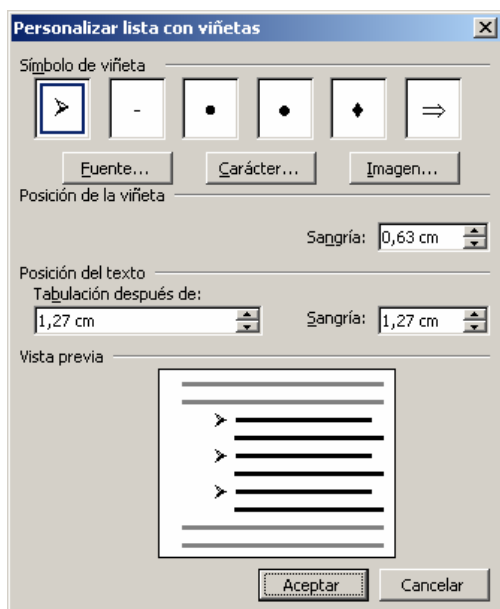 Personalizar lista con viñetas
Símbolo de viñeta
Fuente... Carácter... Imagen...
Posición de la viñeta
Sangría: 0,63 cm
Posición del texto
Tabulación después de:
1,27 cm Sangría: 1,27 cm
Vista previa
Aceptar Cancelar